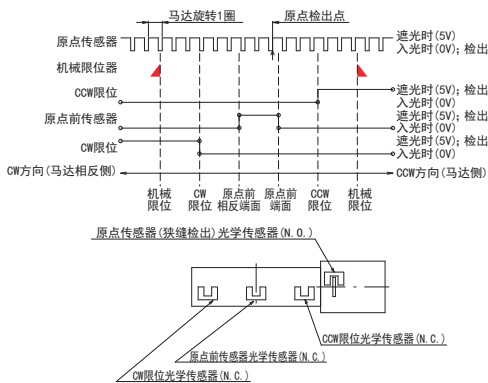 马达旋转1圈
原点检出点
原点传感器
遮光时(5V)
入光时(0V)；检出
机械限位器
CCW限位
遮光时(5V)；检出
入光时(0V)
原点前传感器
遮光时(5V)；检出
入光时(0V)
CW限位
遮光时(5V)；检出
入光时(0V)
CW方向(马达相反侧)
CCW方向(马达侧)
机械
限位
CW
限位
原点前
相反端面
原点前
端面
CCW
限位
机械
限位
原点传感器(狭缝检出)光学传感器(N.O.)
CCW限位光学传感器(N.C.)
原点前传感器光学传感器(N.C.)
CW限位光学传感器(N.C.)